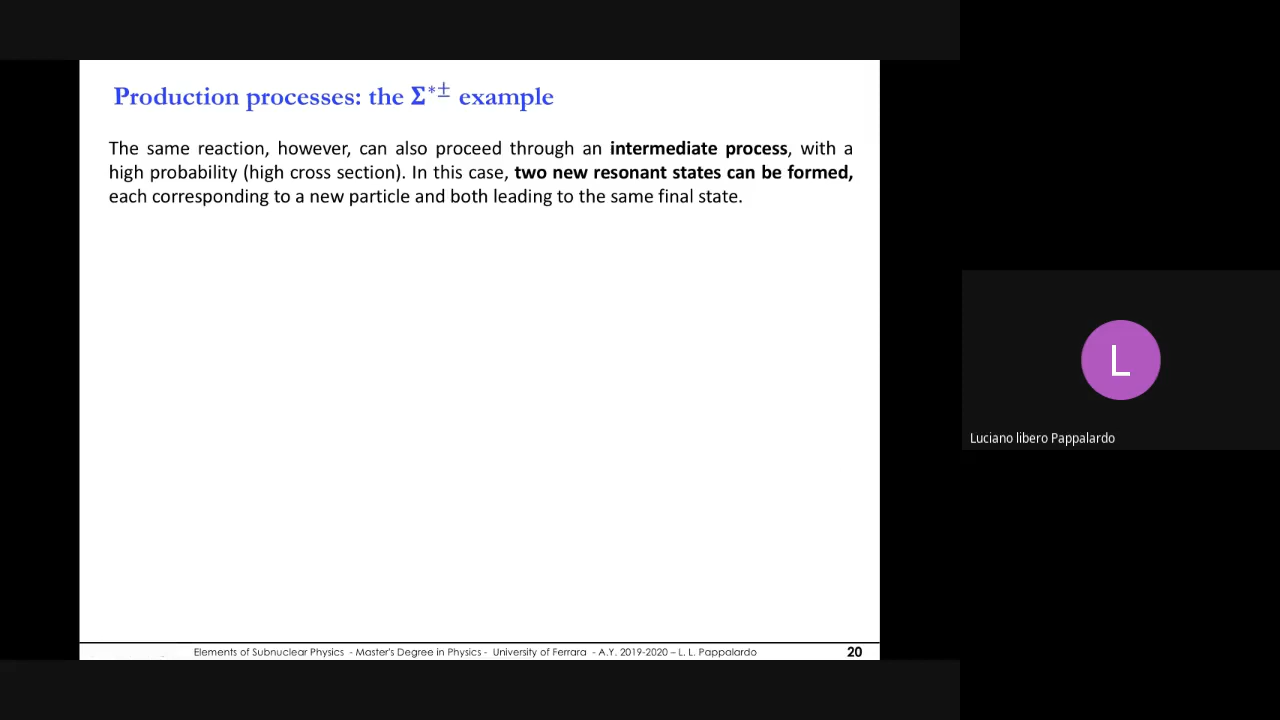 Production processes: the Σ*± example
The same reaction, however, can also proceed through an intermediate process, with a
high probability (high cross section). In this case, two new resonant states can be formed,
each corresponding to a new particle and both leading to the same final state.
L
Luciano libero Pappalardo
Elements of Subnuclear Physics - Master's Degree in Physics - University of Ferrara - A.Y. 2019-2020 – L. L. Pappalardo
20